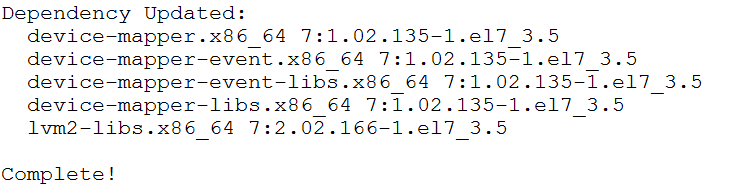 Dependency Updated:
  device-mapper.x86_64 7:1.02.135-1.el7_3.5
  device-mapper-event.x86_64 7:1.02.135-1.el7_3.5
  device-mapper-event-libs.x86_64 7:1.02.135-1.el7_3.5
  device-mapper-libs.x86_64 7:1.02.135-1.el7_3.5
  lvm2-libs.x86_64 7:2.02.166-1.el7_3.5

Complete!